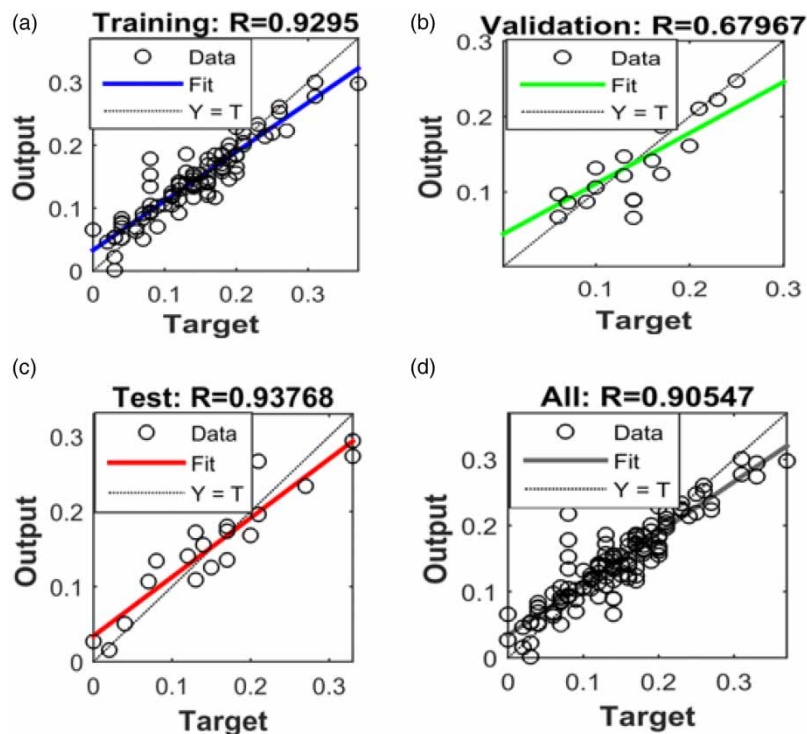 (a)
Training: R=0.9295
Data
Fit
Y = T
0.3
0.2
0.1
0
Output
0
0.1
0.2
0.3
Target
(b)
Validation: R=0.67967
Data
Fit
Y = T
0.3
0.2
0.1
Output
0.1
0.2
0.3
Target
(c)
Test: R=0.93768
Data
Fit
Y = T
0.3
0.2
0.1
0
Output
0
0.1
0.2
0.3
Target
(d)
All: R=0.90547
Data
Fit
Y = T
0.3
0.2
0.1
0
Output
0
0.1
0.2
0.3
Target